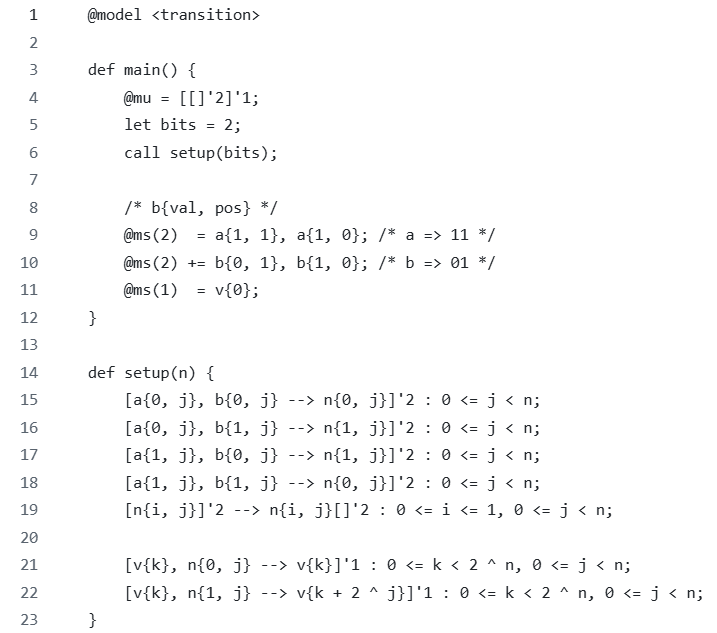 1 @model <transition>
2
3 def main() {
4 @mu = [[]'2]'1;
5 let bits = 2;
6 call setup(bits);
7
8 /* b{val, pos} */
9 @ms(2)  = a{1, 1}, a{1, 0}; /* a => 11 */
10 @ms(2) += b{0, 1}, b{1, 0}; /* b => 01 */
11 @ms(1)  = v{0};
12 }
13
14 def setup(n) {
15 [a{0, j}, b{0, j} --> n{0, j}]'2 : 0 <= j < n;
16 [a{0, j}, b{1, j} --> n{1, j}]'2 : 0 <= j < n;
17 [a{1, j}, b{0, j} --> n{1, j}]'2 : 0 <= j < n;
18 [a{1, j}, b{1, j} --> n{0, j}]'2 : 0 <= j < n;
19 [n{i, j}]'2 --> n{i, j}[]'2 : 0 <= i <= 1, 0 <= j < n;
20
21 [v{k}, n{0, j} --> v{k}]'1 : 0 <= k < 2 ^ n, 0 <= j < n;
22 [v{k}, n{1, j} --> v{k + 2 ^ j}]'1 : 0 <= k < 2 ^ n, 0 <= j < n;
23 }